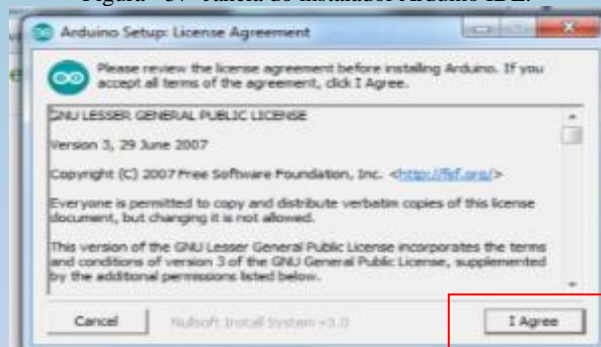 Arduino Setup: License Agreement
Please review the license agreement before installing Arduino. If you
accept all terms of the agreement, click I Agree.
GNU LESSER GENERAL PUBLIC LICENSE
Version 3, 29 June 2007
Copyright (C) 2007 Free Software Foundation, Inc. <http://fsf.org/>
Everyone is permitted to copy and distribute verbatim copies of this license
document, but changing it is not allowed.
This version of the GNU Lesser General Public License incorporates the terms
and conditions of version 3 of the GNU General Public License, supplemented
by the additional permissions listed below.
Cancel
Nullsoft Install System v3.0
I Agree